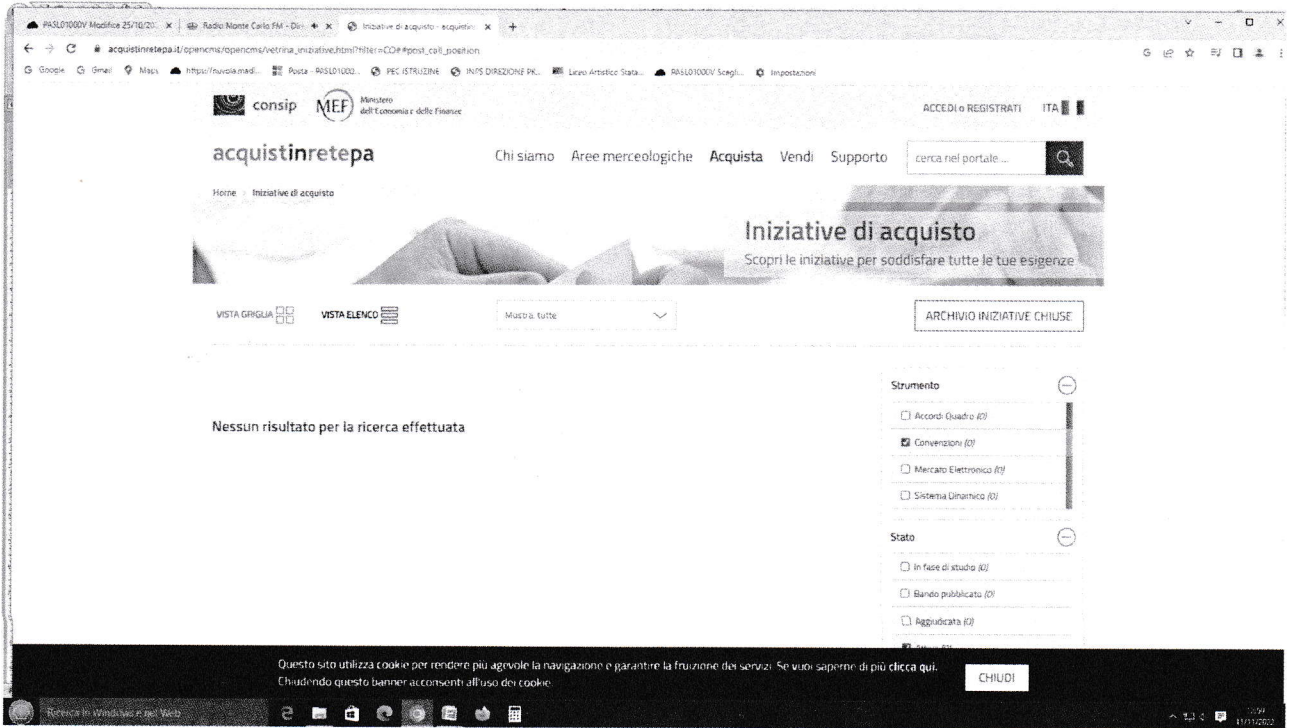 PASL01000V Modifica 25/10/20
Radio Monte Carlo FM - Dir
Iniziative di acquisto - acquistin
acquistinretepa.it/opencms/opencms/vetrina_iniziative.html?filter=CO##post_call_position
Google
Gmail
Maps
Posta - PASL01000...
PEC ISTRUZINE
INPS DIREZIONE PR...
Liceo Artistico Stata...
PASL01000V Scegli...
Impostazioni
consip
MEF
Ministero
dell'Economia e delle Finanze
ACCEDI o REGISTRATI
ITA
acquistinretepa
Chi siamo
Aree merceologiche
Acquista
Vendi
Supporto
cerca nel portale ...
Home
Iniziative di acquisto
Iniziative di acquisto
Scopri le iniziative per soddisfare tutte le tue esigenze
VISTA GRIGLIA
VISTA ELENCO
Mostra: tutte
ARCHIVIO INIZIATIVE CHIUSE
Strumento
Accordi Quadro (0)
Nessun risultato per la ricerca effettuata
Convenzioni (0)
Mercato Elettronico (0)
Sistema Dinamico (0)
Stato
In fase di studio (0)
Bando pubblicato (0)
Aggiudicata (0)
Questo sito utilizza cookie per rendere più agevole la navigazione e garantire la fruizione dei servizi. Se vuoi saperne di più clicca qui.
Chiudendo questo banner acconsenti all'uso dei cookie.
CHIUDI
Ricerca in Windows e nel Web
11/11/2022